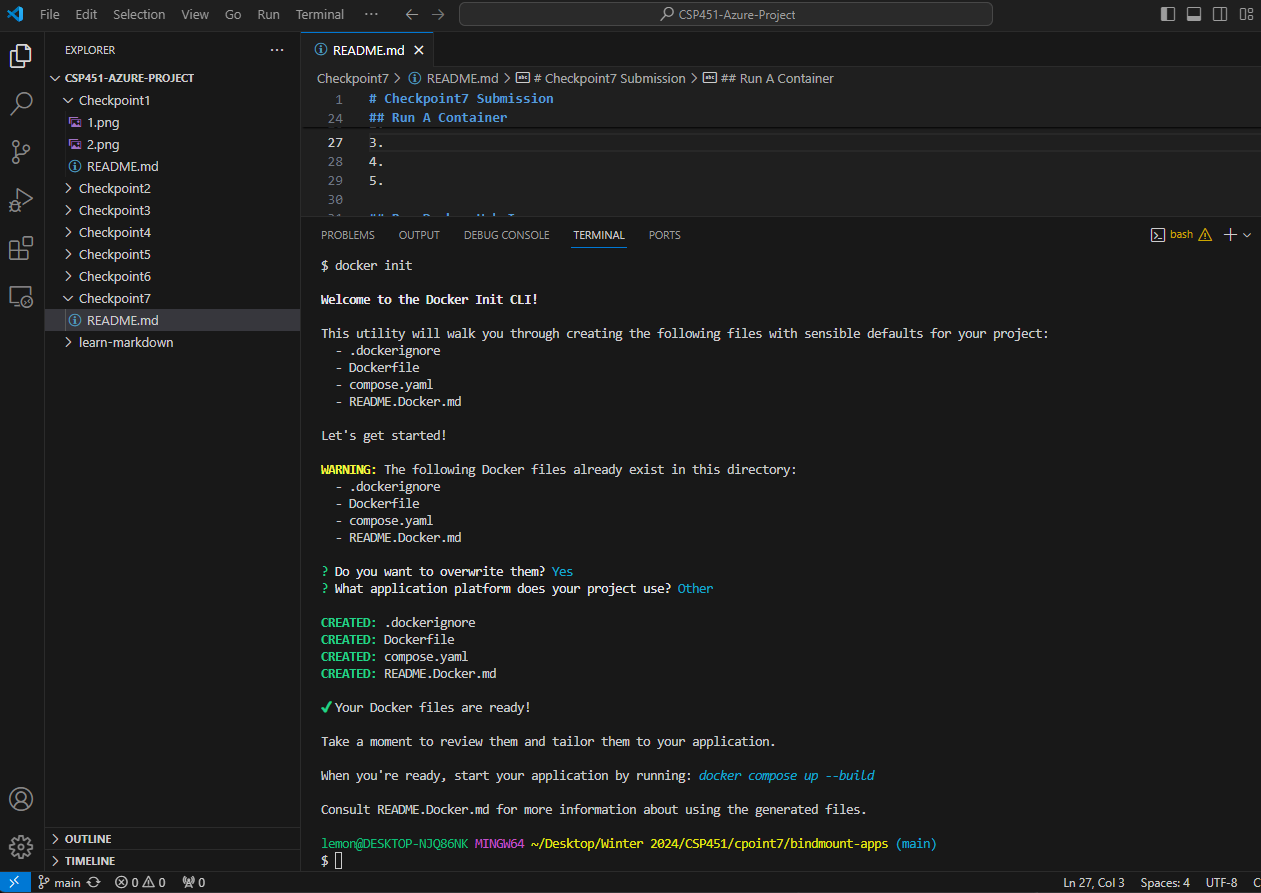 File Edit Selection View Go Run Terminal ··· CSP451-Azure-Project
EXPLORER ···
CSP451-AZURE-PROJECT
Checkpoint1
1.png
2.png
README.md
Checkpoint2
Checkpoint3
Checkpoint4
Checkpoint5
Checkpoint6
Checkpoint7
README.md
learn-markdown
OUTLINE
TIMELINE
README.md
Checkpoint7 > README.md > # Checkpoint7 Submission > ## Run A Container
1 # Checkpoint7 Submission
24 ## Run A Container
27 3.
28 4.
29 5.
30
PROBLEMS OUTPUT DEBUG CONSOLE TERMINAL PORTS bash
$ docker init
Welcome to the Docker Init CLI!
This utility will walk you through creating the following files with sensible defaults for your project:
- .dockerignore
- Dockerfile
- compose.yaml
- README.Docker.md
Let's get started!
WARNING: The following Docker files already exist in this directory:
- .dockerignore
- Dockerfile
- compose.yaml
- README.Docker.md
? Do you want to overwrite them? Yes
? What application platform does your project use? Other
CREATED: .dockerignore
CREATED: Dockerfile
CREATED: compose.yaml
CREATED: README.Docker.md
✔ Your Docker files are ready!
Take a moment to review them and tailor them to your application.
When you're ready, start your application by running: docker compose up --build
Consult README.Docker.md for more information about using the generated files.
lemon@DESKTOP-NJQ86NK MINGW64 ~/Desktop/Winter 2024/CSP451/cpoint7/bindmount-apps (main)
$
main 0 0 0 Ln 27, Col 3 Spaces: 4 UTF-8 C